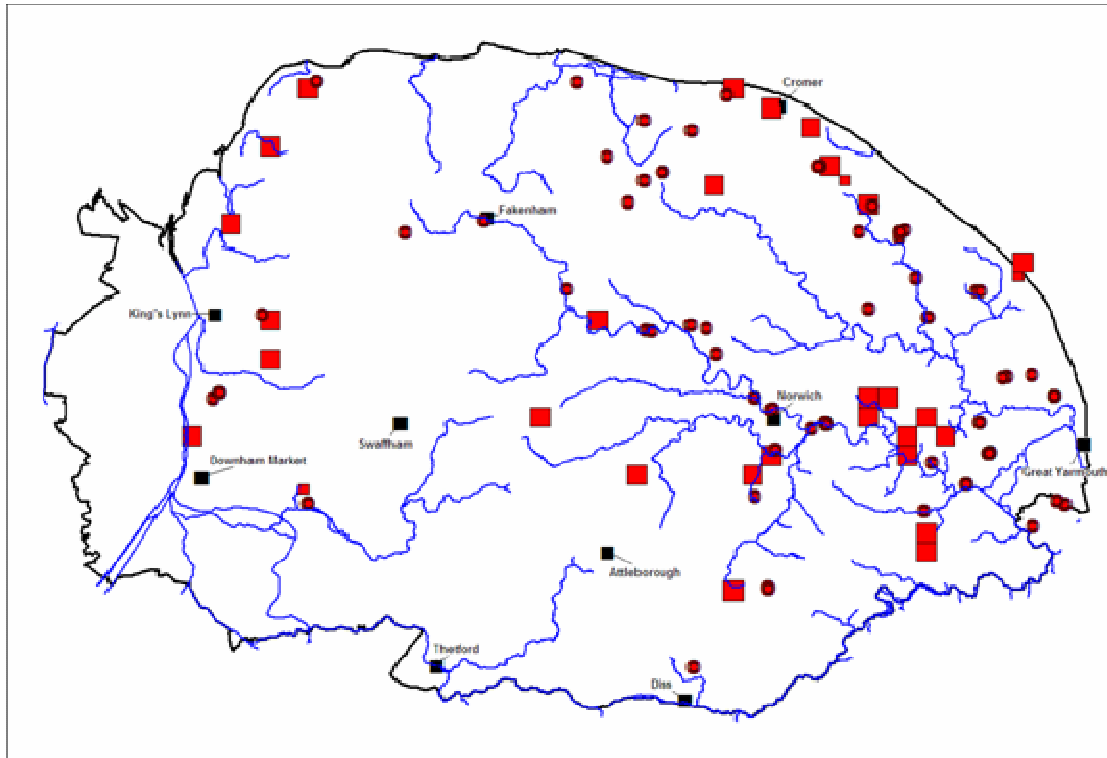 Cromer
Fakenham
King"s Lynn
Norwich
Swaffham
Downham Market
Great Yarmouth
Attleborough
Thetford
Diss